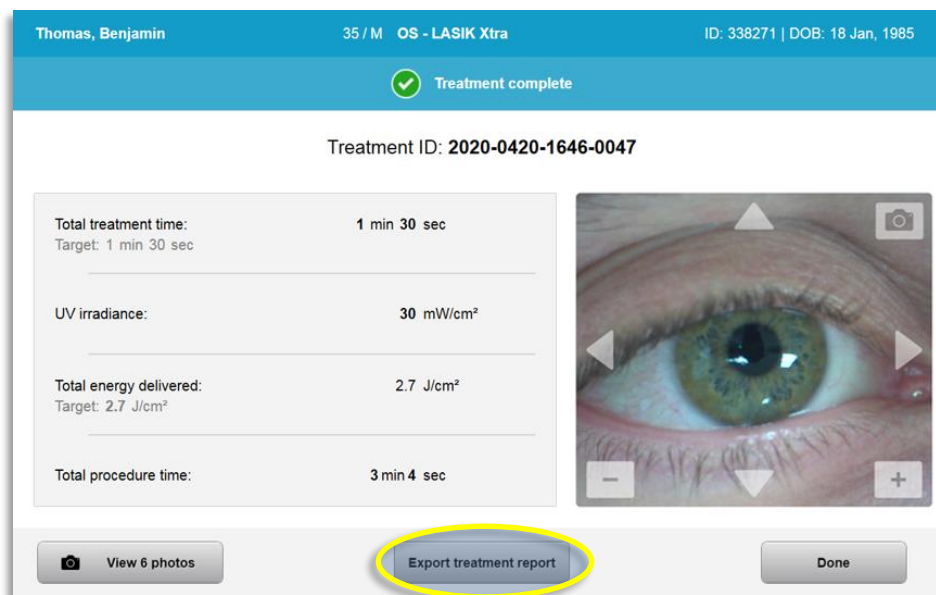 Thomas, Benjamin 35 / M OS - LASIK Xtra ID: 338271 | DOB: 18 Jan, 1985
Treatment complete
Treatment ID: 2020-0420-1646-0047
Total treatment time: 1 min 30 sec
Target: 1 min 30 sec
UV irradiance: 30 mW/cm²
Total energy delivered: 2.7 J/cm²
Target: 2.7 J/cm²
Total procedure time: 3 min 4 sec
View 6 photos Export treatment report Done